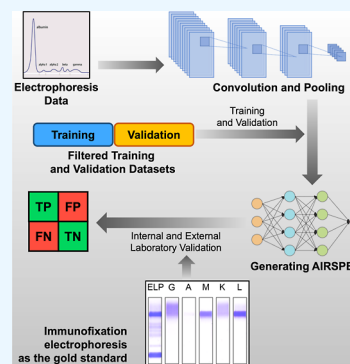 albumin
alpha1 alpha2 beta gamma
Electrophoresis
Data
Convolution and Pooling
Training
and Validation
Training
Validation
Filtered Training
and Validation Datasets
TP FP
FN TN
Internal and External
Laboratory Validation
Generating AIRSPE
ELP G A M K L
Immunofixation
electrophoresis
as the gold standard